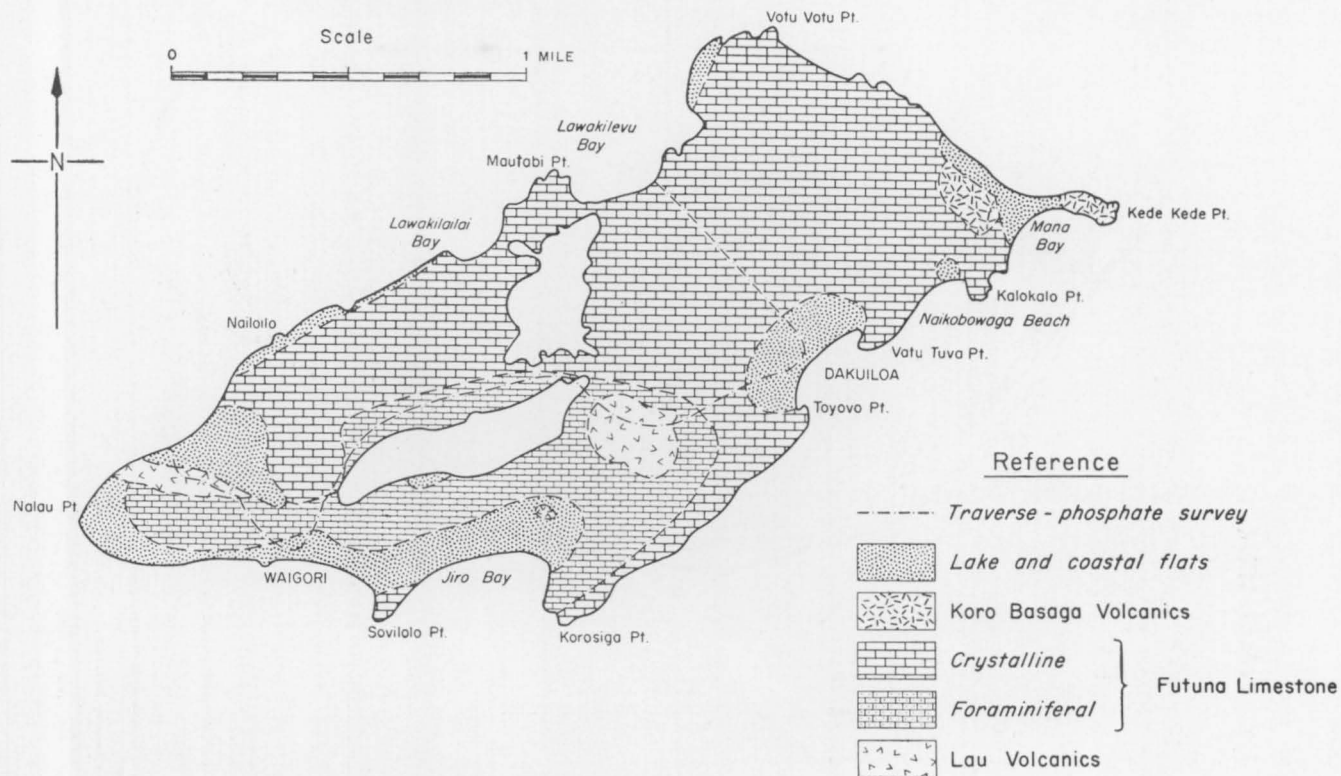 Votu Votu Pt.
Scale
0 1 MILE
N
Lawakilevu
Bay
Mautabi Pt.
Lawakilailai
Bay
Kede Kede Pt.
Mana
Bay
Kalokalo Pt.
Nailoilo
Naikobowaga Beach
Vatu Tuva Pt.
DAKUILOA
Toyovo Pt.
Nalau Pt.
WAIGORI
Jiro Bay
Sovilolo Pt.
Korosiga Pt.
Reference
Traverse - phosphate survey
Lake and coastal flats
Koro Basaga Volcanics
Crystalline
Foraminiferal
Futuna Limestone
Lau Volcanics